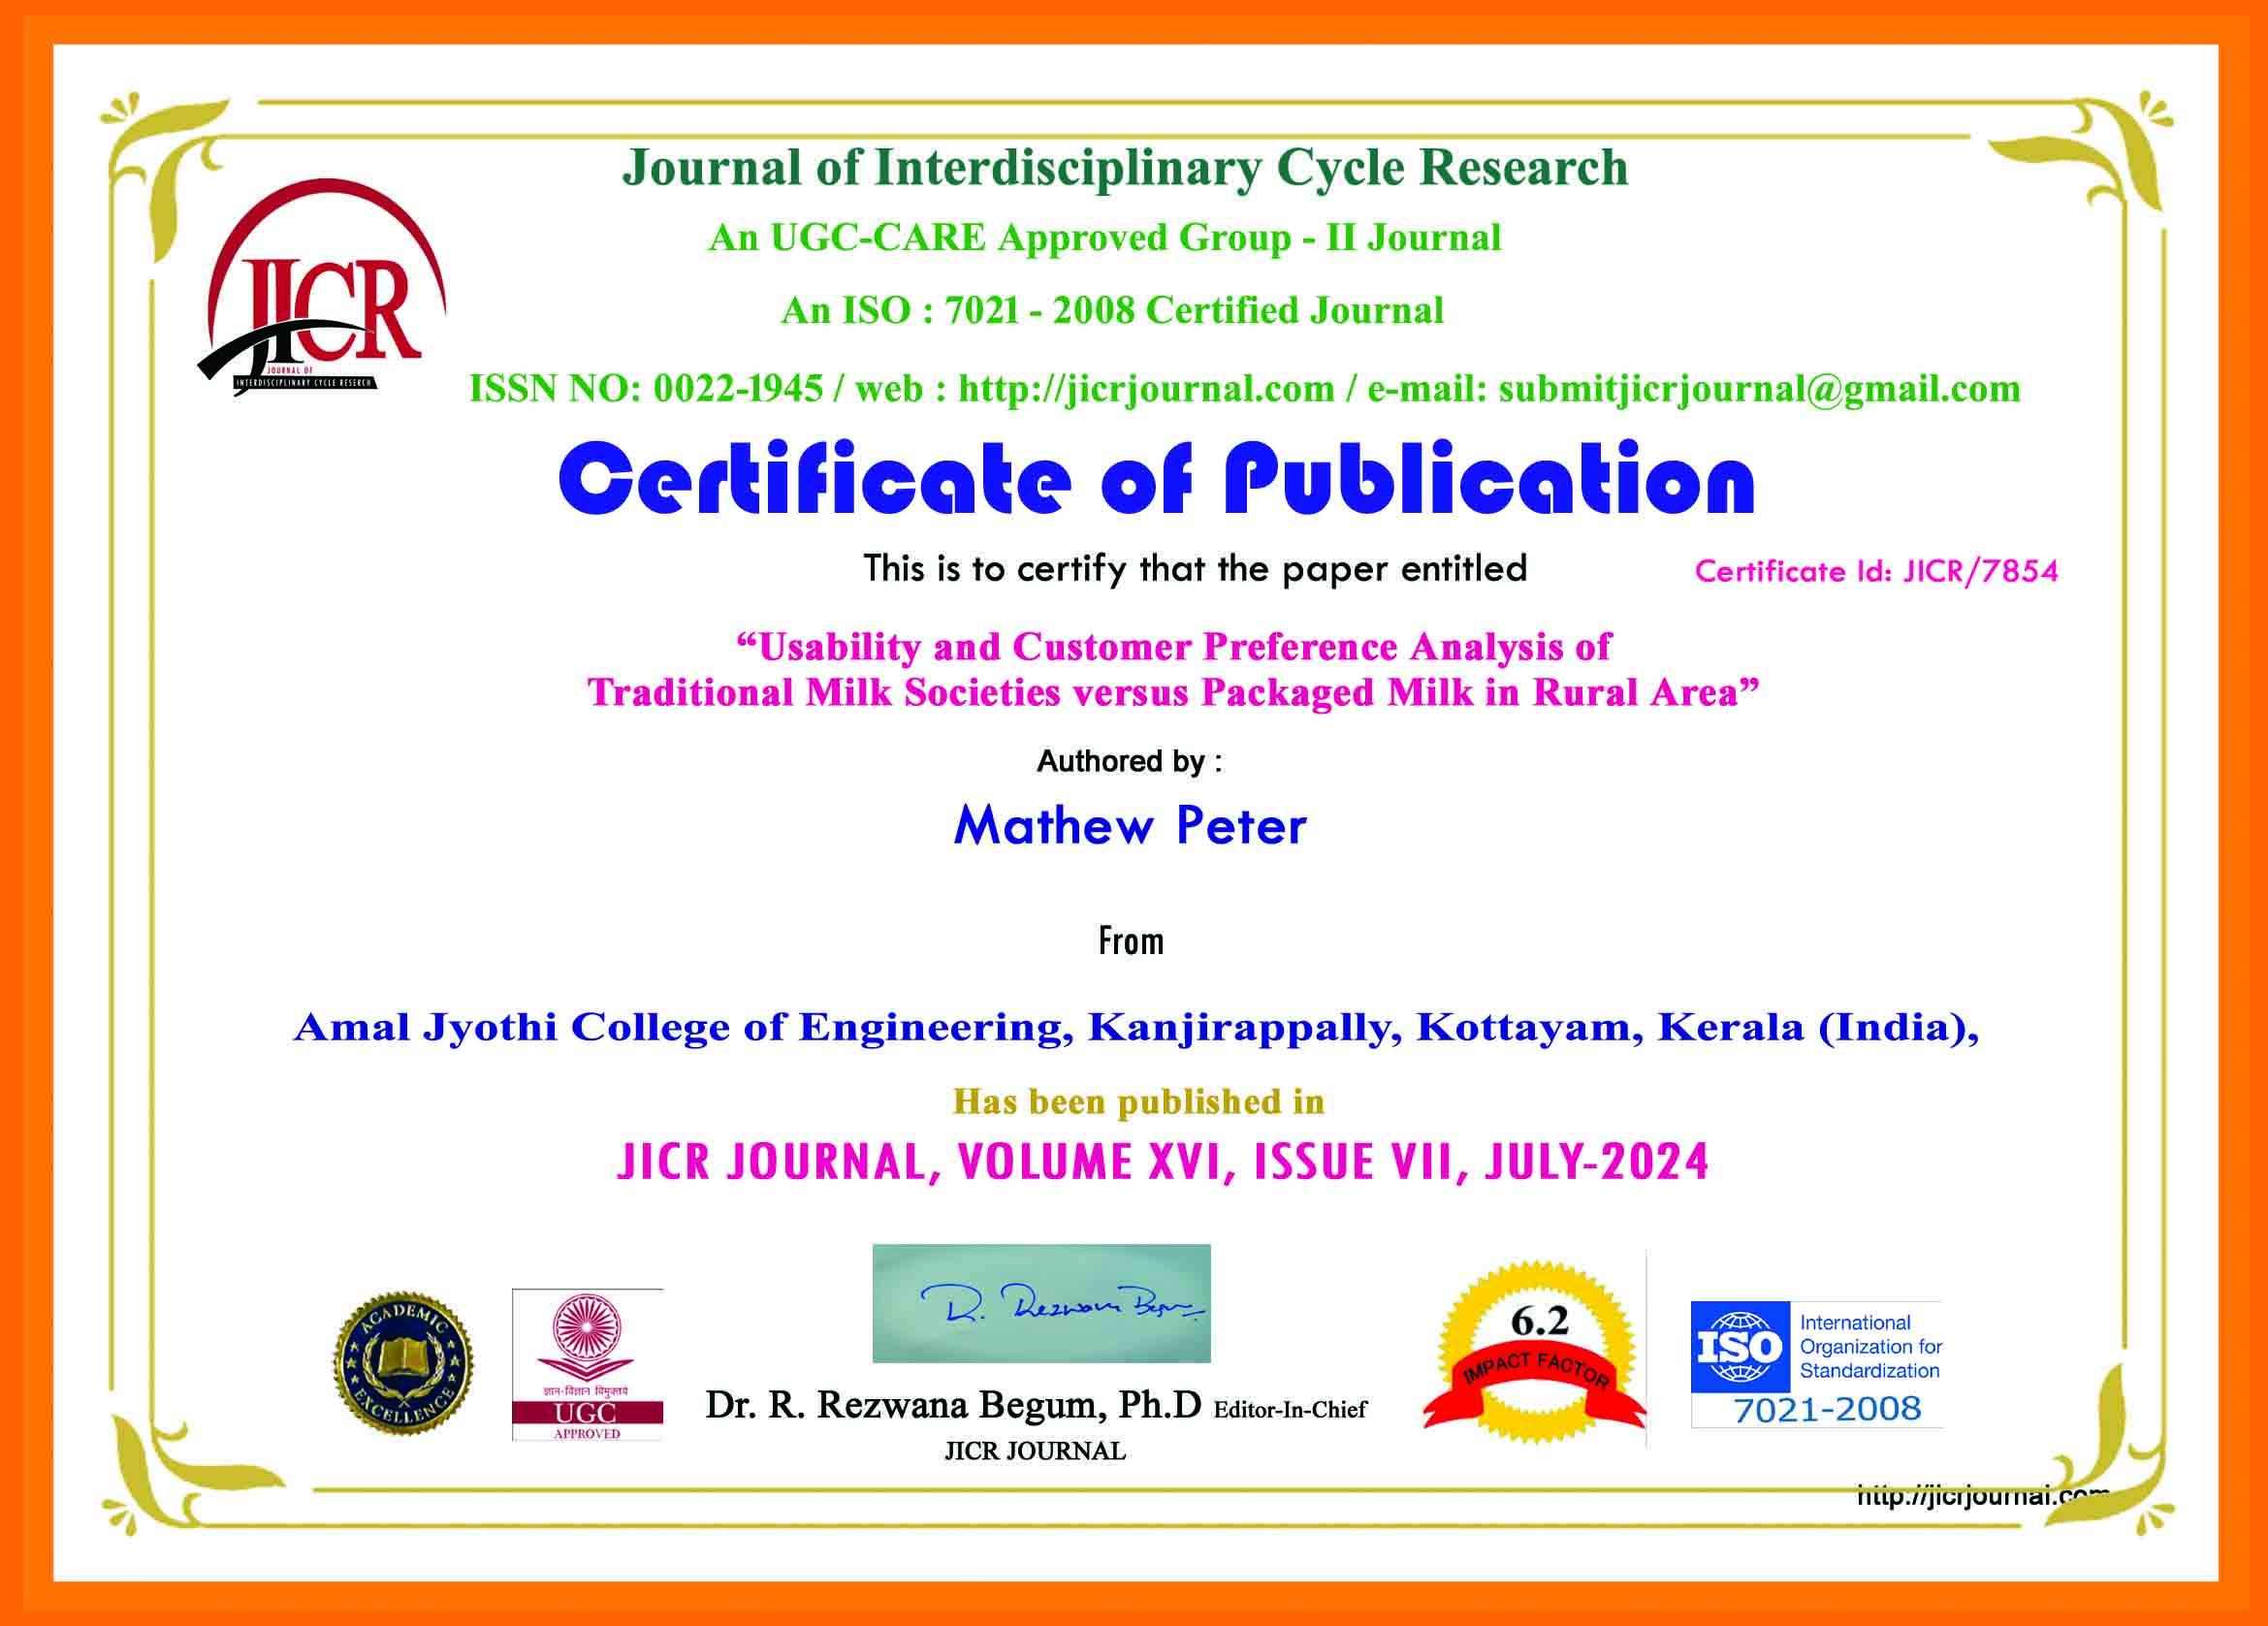 Journal of Interdisciplinary Cycle Research
An UGC-CARE Approved Group - II Journal
An ISO : 7021 - 2008 Certified Journal
JICR
JOURNAL OF
INTERDISCIPLINARY CYCLE RESERCH
ISSN NO: 0022-1945 / web : http://jicrjournal.com / e-mail: submitjicrjournal@gmail.com
Certificate of Publication
This is to certify that the paper entitled
Certificate Id: JICR/7854
“Usability and Customer Preference Analysis of
Traditional Milk Societies versus Packaged Milk in Rural Area”
Authored by :
Mathew Peter
From
Amal Jyothi College of Engineering, Kanjirappally, Kottayam, Kerala (India),
Has been published in
JICR JOURNAL, VOLUME XVI, ISSUE VII, JULY-2024
ACADEMIC
EXCELLENCE
ज्ञान-विज्ञान विमुक्तये
UGC
APPROVED
R. Rezwana Begum
Dr. R. Rezwana Begum, Ph.D Editor-In-Chief
JICR JOURNAL
6.2
IMPACT FACTOR
ISO
International
Organization for
Standardization
7021-2008
http://jicrjournal.com